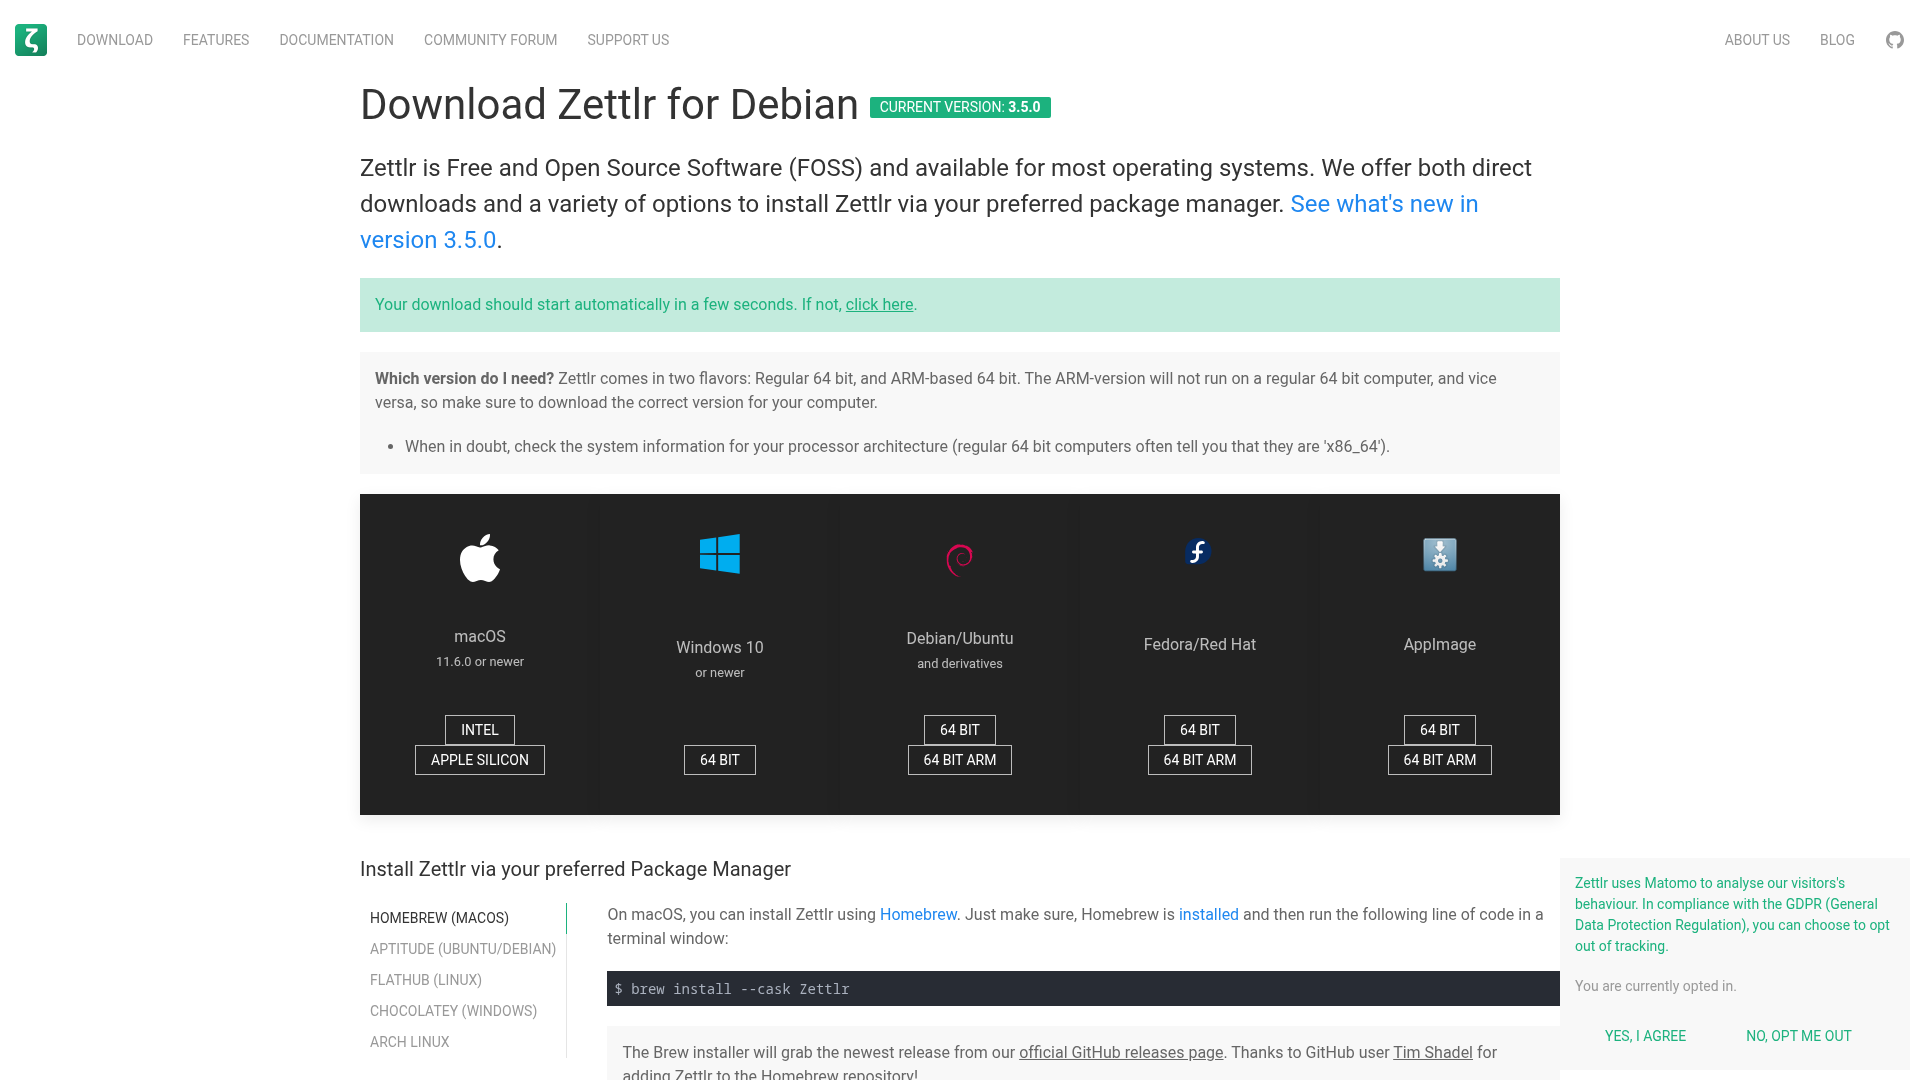 DOWNLOAD FEATURES DOCUMENTATION COMMUNITY FORUM SUPPORT US ABOUT US BLOG
Download Zettlr for Debian CURRENT VERSION: 3.5.0
Zettlr is Free and Open Source Software (FOSS) and available for most operating systems. We offer both direct
downloads and a variety of options to install Zettlr via your preferred package manager. See what's new in
version 3.5.0.
Your download should start automatically in a few seconds. If not, click here.
Which version do I need? Zettlr comes in two flavors: Regular 64 bit, and ARM-based 64 bit. The ARM-version will not run on a regular 64 bit computer, and vice
versa, so make sure to download the correct version for your computer.
• When in doubt, check the system information for your processor architecture (regular 64 bit computers often tell you that they are 'x86_64').
macOS
11.6.0 or newer
INTEL
APPLE SILICON
Windows 10
or newer
64 BIT
Debian/Ubuntu
and derivatives
64 BIT
64 BIT ARM
Fedora/Red Hat
64 BIT
64 BIT ARM
AppImage
64 BIT
64 BIT ARM
Install Zettlr via your preferred Package Manager
HOMEBREW (MACOS)
APTITUDE (UBUNTU/DEBIAN)
FLATHUB (LINUX)
CHOCOLATEY (WINDOWS)
ARCH LINUX
On macOS, you can install Zettlr using Homebrew. Just make sure, Homebrew is installed and then run the following line of code in a
terminal window:
$ brew install --cask Zettlr
The Brew installer will grab the newest release from our official GitHub releases page. Thanks to GitHub user Tim Shadel for
adding Zettlr to the Homebrew repository!
Zettlr uses Matomo to analyse our visitors's
behaviour. In compliance with the GDPR (General
Data Protection Regulation), you can choose to opt
out of tracking.
You are currently opted in.
YES, I AGREE NO, OPT ME OUT